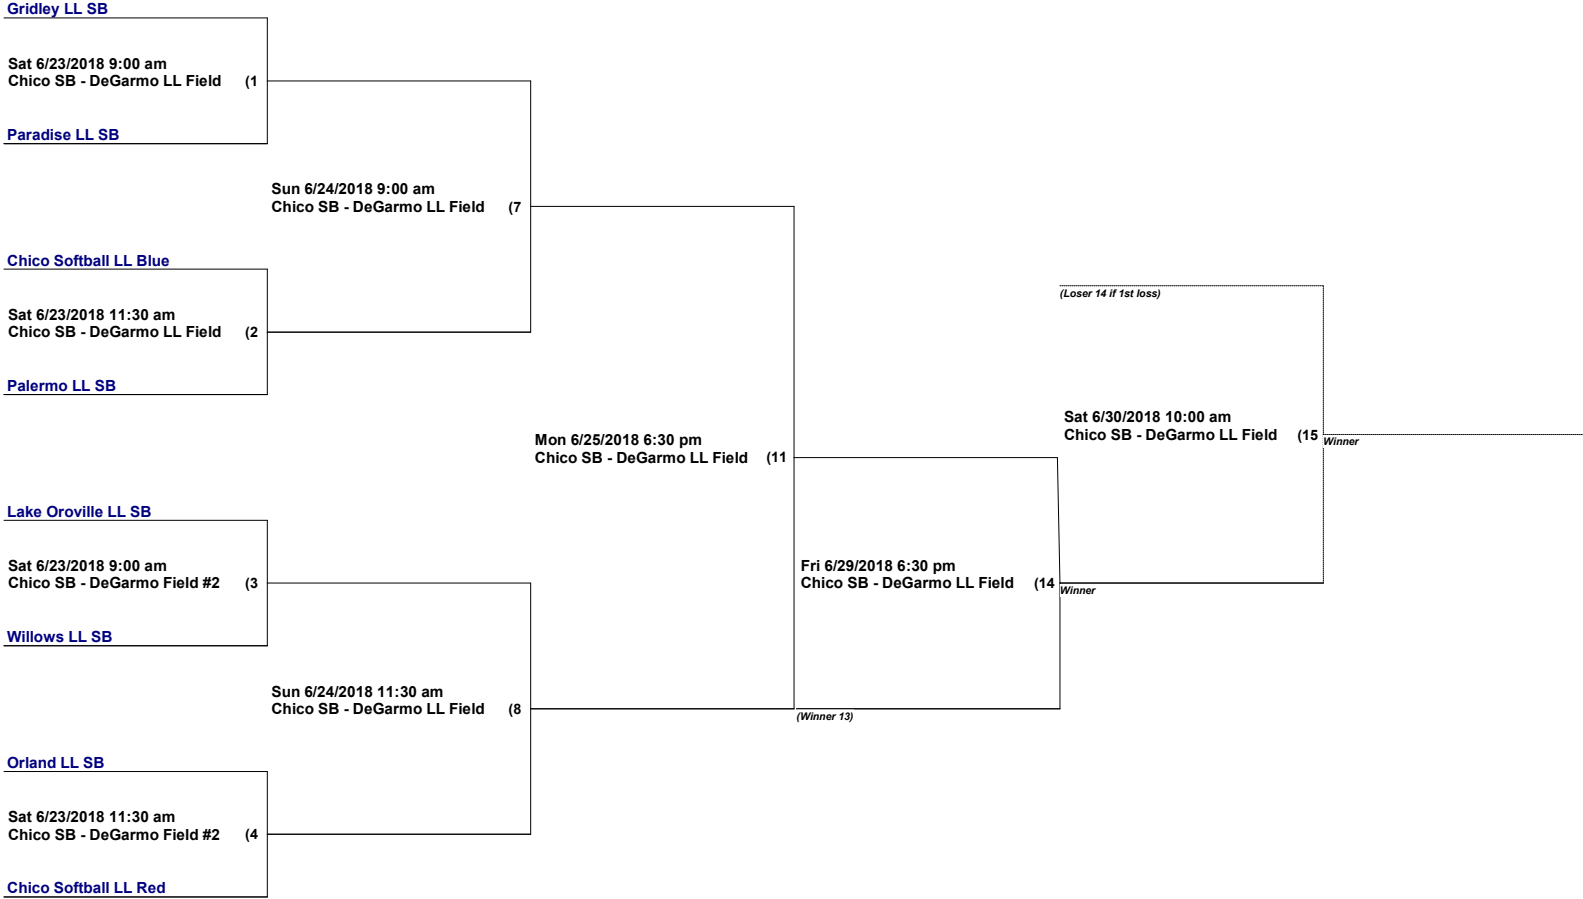 Gridley LL SB
Sat 6/23/2018 9:00 am
Chico SB - DeGarmo LL Field (1
Paradise LL SB
Sun 6/24/2018 9:00 am
Chico SB - DeGarmo LL Field (7
Chico Softball LL Blue
Sat 6/23/2018 11:30 am
Chico SB - DeGarmo LL Field (2
Palermo LL SB
Mon 6/25/2018 6:30 pm
Chico SB - DeGarmo LL Field (11
Lake Oroville LL SB
Sat 6/23/2018 9:00 am
Chico SB - DeGarmo Field #2 (3
Willows LL SB
Sun 6/24/2018 11:30 am
Chico SB - DeGarmo LL Field (8
Orland LL SB
Sat 6/23/2018 11:30 am
Chico SB - DeGarmo Field #2 (4
Chico Softball LL Red
(Winner 13)
Fri 6/29/2018 6:30 pm
Chico SB - DeGarmo LL Field (14
Winner
(Loser 14 if 1st loss)
Sat 6/30/2018 10:00 am
Chico SB - DeGarmo LL Field (15
Winner